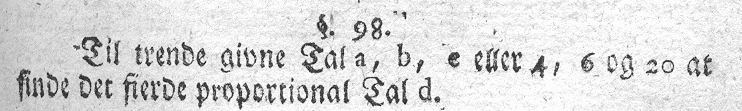 §. 98.
Til trende givne Tal a, b, c eller 4, 6 og 20 at
finde det fierde proportional Tal d.